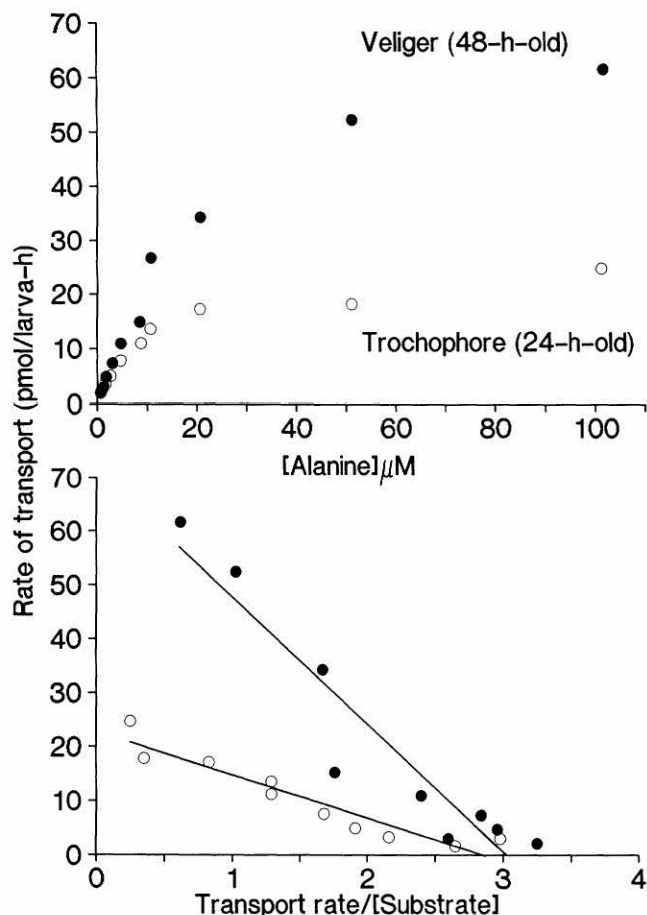 70
60
50
40
30
20
10
0
Veliger (48-h-old)
Trochophore (24-h-old)
0 20 40 60 80 100
[Alanine]μM
Rate of transport (pmol/larva-h)
70
60
50
40
30
20
10
0
0 1 2 3 4
Transport rate/[Substrate]